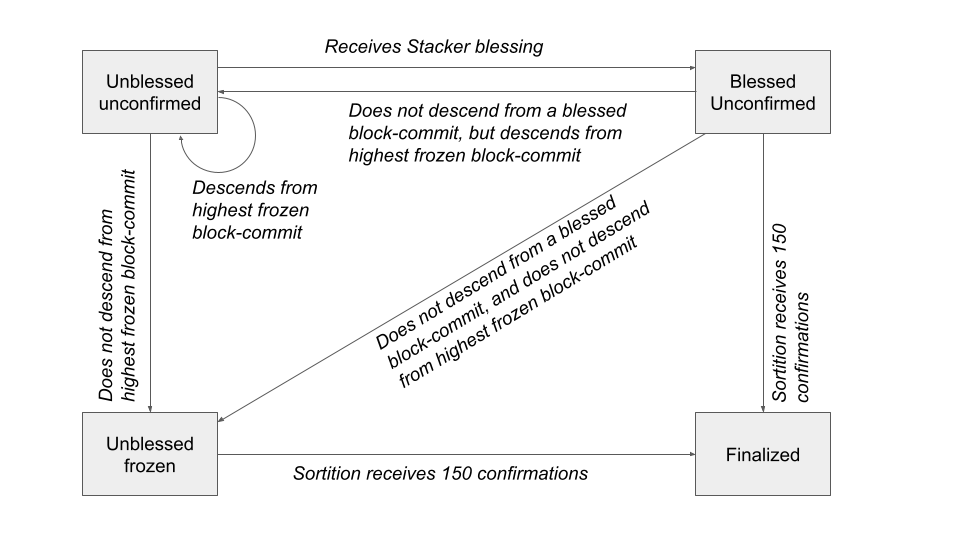 Receives Stacker blessing
Unblessed
unconfirmed
Blessed
Unconfirmed
Does not descend from a blessed
block-commit, but descends from
highest frozen block-commit
Descends from
highest frozen
block-commit
Does not descend from
highest frozen block-commit
Does not descend from a blessed
block-commit, and does not descend
from highest frozen block-commit
Sortition receives 150
confirmations
Unblessed
frozen
Finalized
Sortition receives 150 confirmations